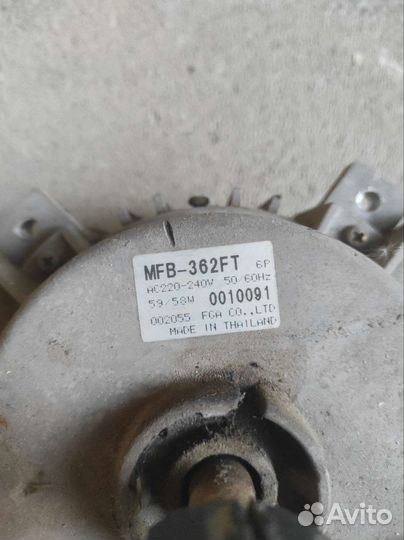 MFB-362FT 6P
AC220-240V 50/60Hz
59/58W 0010091
002055 FGA CO.,LTD
MADE IN THAILAND
Avito